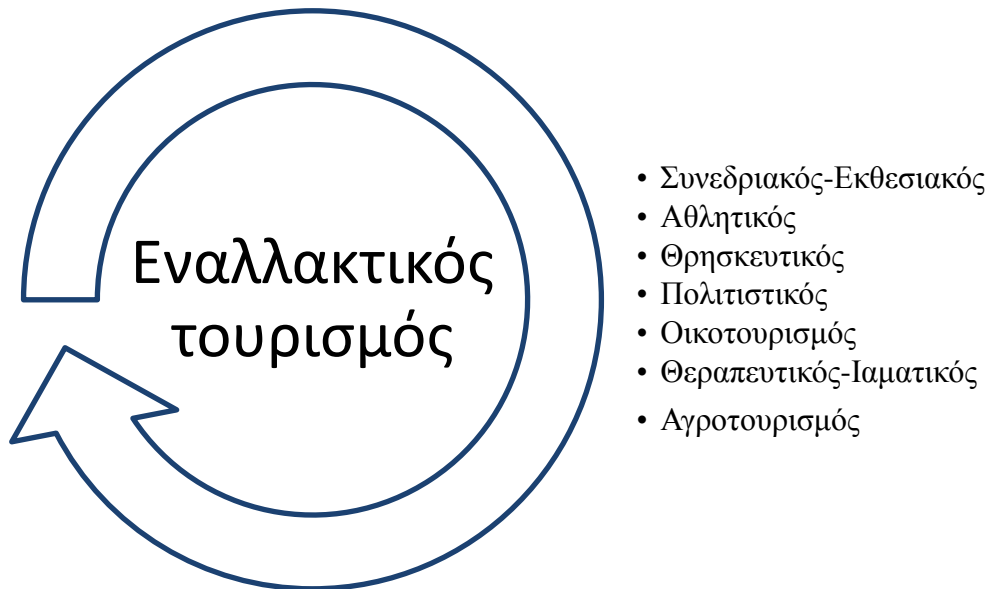 Εναλλακτικός
τουρισμός
• Συνεδριακός-Εκθεσιακός
• Αθλητικός
• Θρησκευτικός
• Πολιτιστικός
• Οικοτουρισμός
• Θεραπευτικός-Ιαματικός
• Αγροτουρισμός